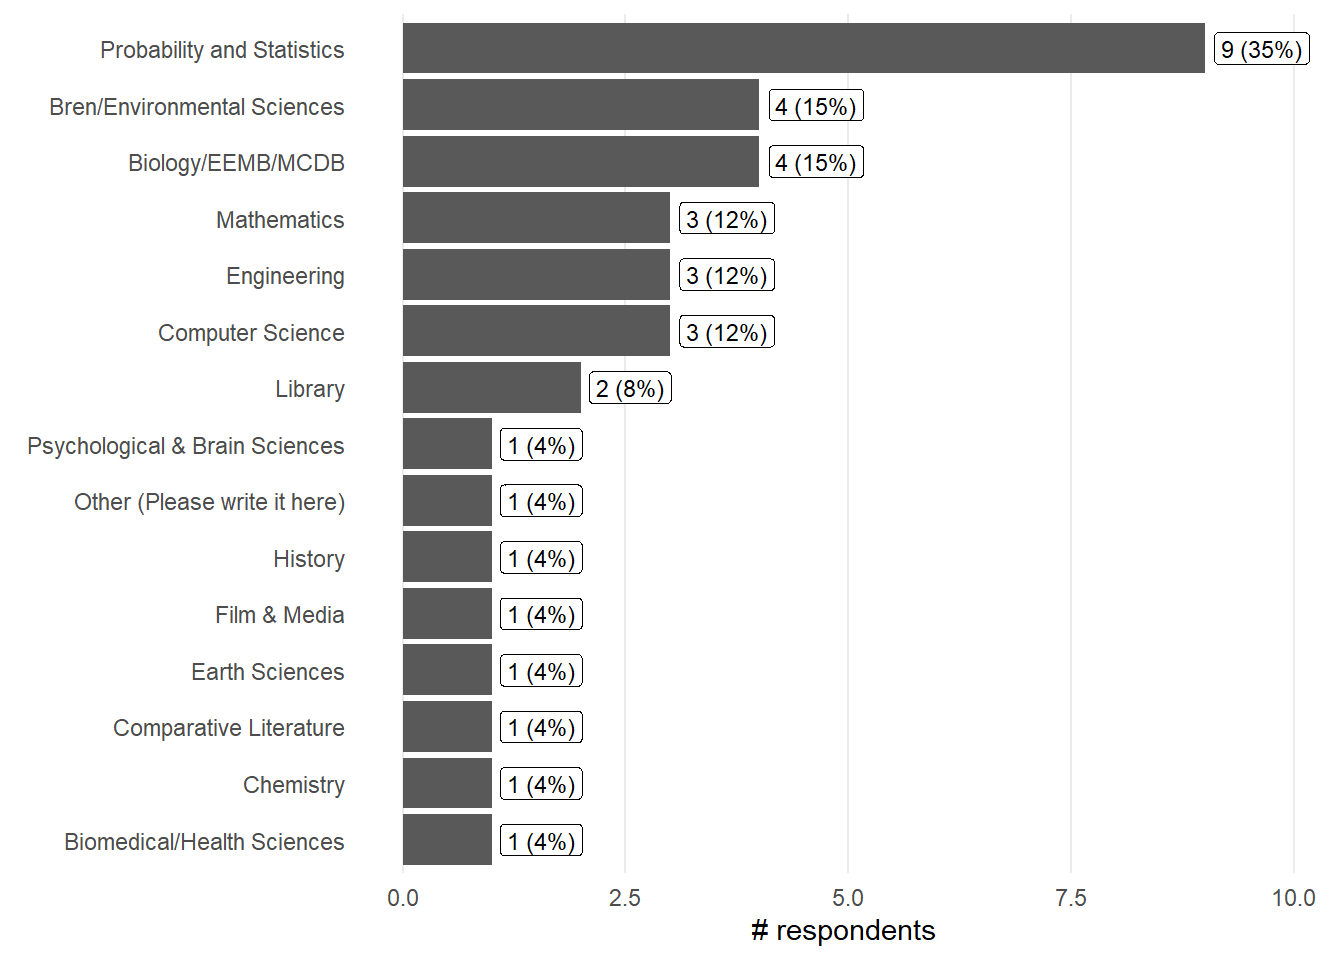 Probability and Statistics 9 (35%)
Bren/Environmental Sciences 4 (15%)
Biology/EEMB/MCDB 4 (15%)
Mathematics 3 (12%)
Engineering 3 (12%)
Computer Science 3 (12%)
Library 2 (8%)
Psychological & Brain Sciences 1 (4%)
Other (Please write it here) 1 (4%)
History 1 (4%)
Film & Media 1 (4%)
Earth Sciences 1 (4%)
Comparative Literature 1 (4%)
Chemistry 1 (4%)
Biomedical/Health Sciences 1 (4%)
0.0 2.5 5.0 7.5 10.0
# respondents